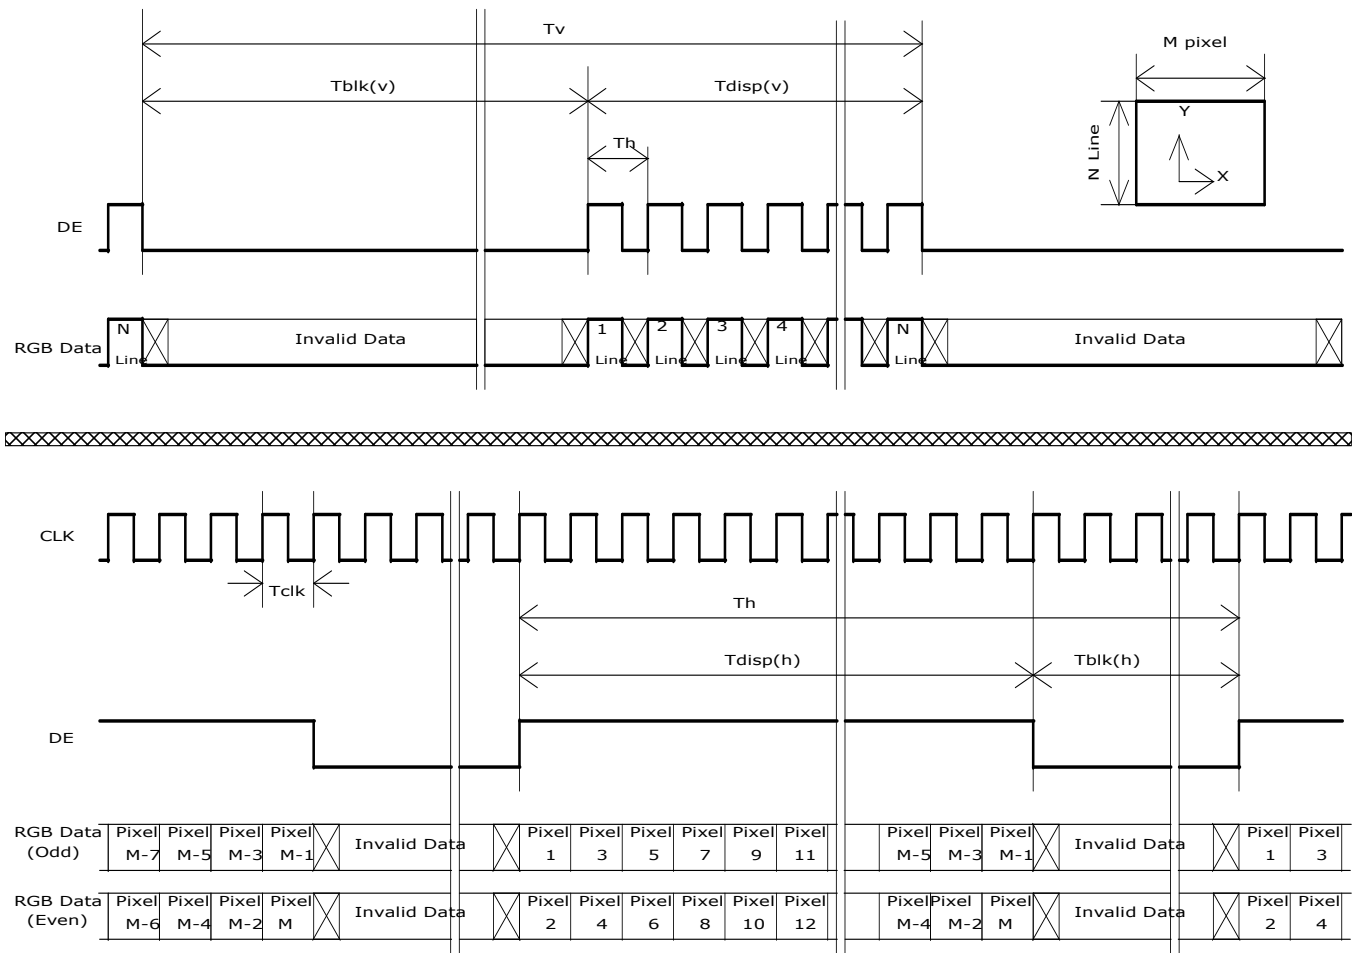 Tv
M pixel
Tblk(v)
Tdisp(v)
Y
N Line
Th
X
DE
N
1
2
3
4
N
RGB Data
Invalid Data
Invalid Data
Line
Line
Line
Line
Line
Line
CLK
Tclk
Th
Tdisp(h)
Tblk(h)
DE
RGB Data
(Odd)
Pixel Pixel Pixel Pixel
M-7 M-5 M-3 M-1
Invalid Data
Pixel Pixel Pixel Pixel Pixel Pixel
1 3 5 7 9 11
Pixel Pixel Pixel
M-5 M-3 M-1
Invalid Data
Pixel Pixel
1 3
RGB Data
(Even)
Pixel Pixel Pixel Pixel
M-6 M-4 M-2 M
Invalid Data
Pixel Pixel Pixel Pixel Pixel Pixel
2 4 6 8 10 12
Pixel Pixel Pixel
M-4 M-2 M
Invalid Data
Pixel Pixel
2 4